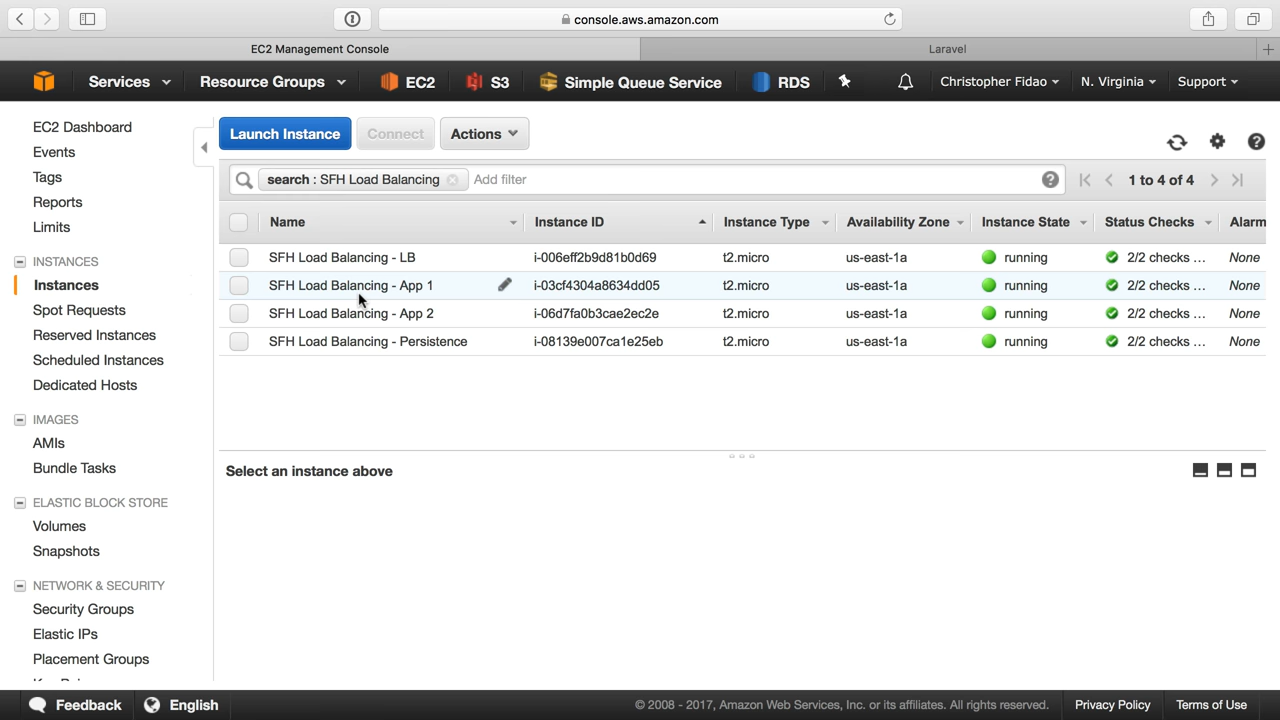 console.aws.amazon.com
EC2 Management Console
Laravel
Services
Resource Groups
EC2
S3
Simple Queue Service
RDS
Christopher Fidao
N. Virginia
Support
EC2 Dashboard
Events
Tags
Reports
Limits
INSTANCES
Instances
Spot Requests
Reserved Instances
Scheduled Instances
Dedicated Hosts
IMAGES
AMIs
Bundle Tasks
ELASTIC BLOCK STORE
Volumes
Snapshots
NETWORK & SECURITY
Security Groups
Elastic IPs
Placement Groups
Launch Instance
Connect
Actions
search : SFH Load Balancing
Add filter
1 to 4 of 4
Name Instance ID Instance Type Availability Zone Instance State Status Checks Alarm
SFH Load Balancing - LB i-006eff2b9d81b0d69 t2.micro us-east-1a running 2/2 checks ... None
SFH Load Balancing - App 1 i-03cf4304a8634dd05 t2.micro us-east-1a running 2/2 checks ... None
SFH Load Balancing - App 2 i-06d7fa0b3cae2ec2e t2.micro us-east-1a running 2/2 checks ... None
SFH Load Balancing - Persistence i-08139e007ca1e25eb t2.micro us-east-1a running 2/2 checks ... None
Select an instance above
Feedback
English
© 2008 - 2017, Amazon Web Services, Inc. or its affiliates. All rights reserved.
Privacy Policy
Terms of Use